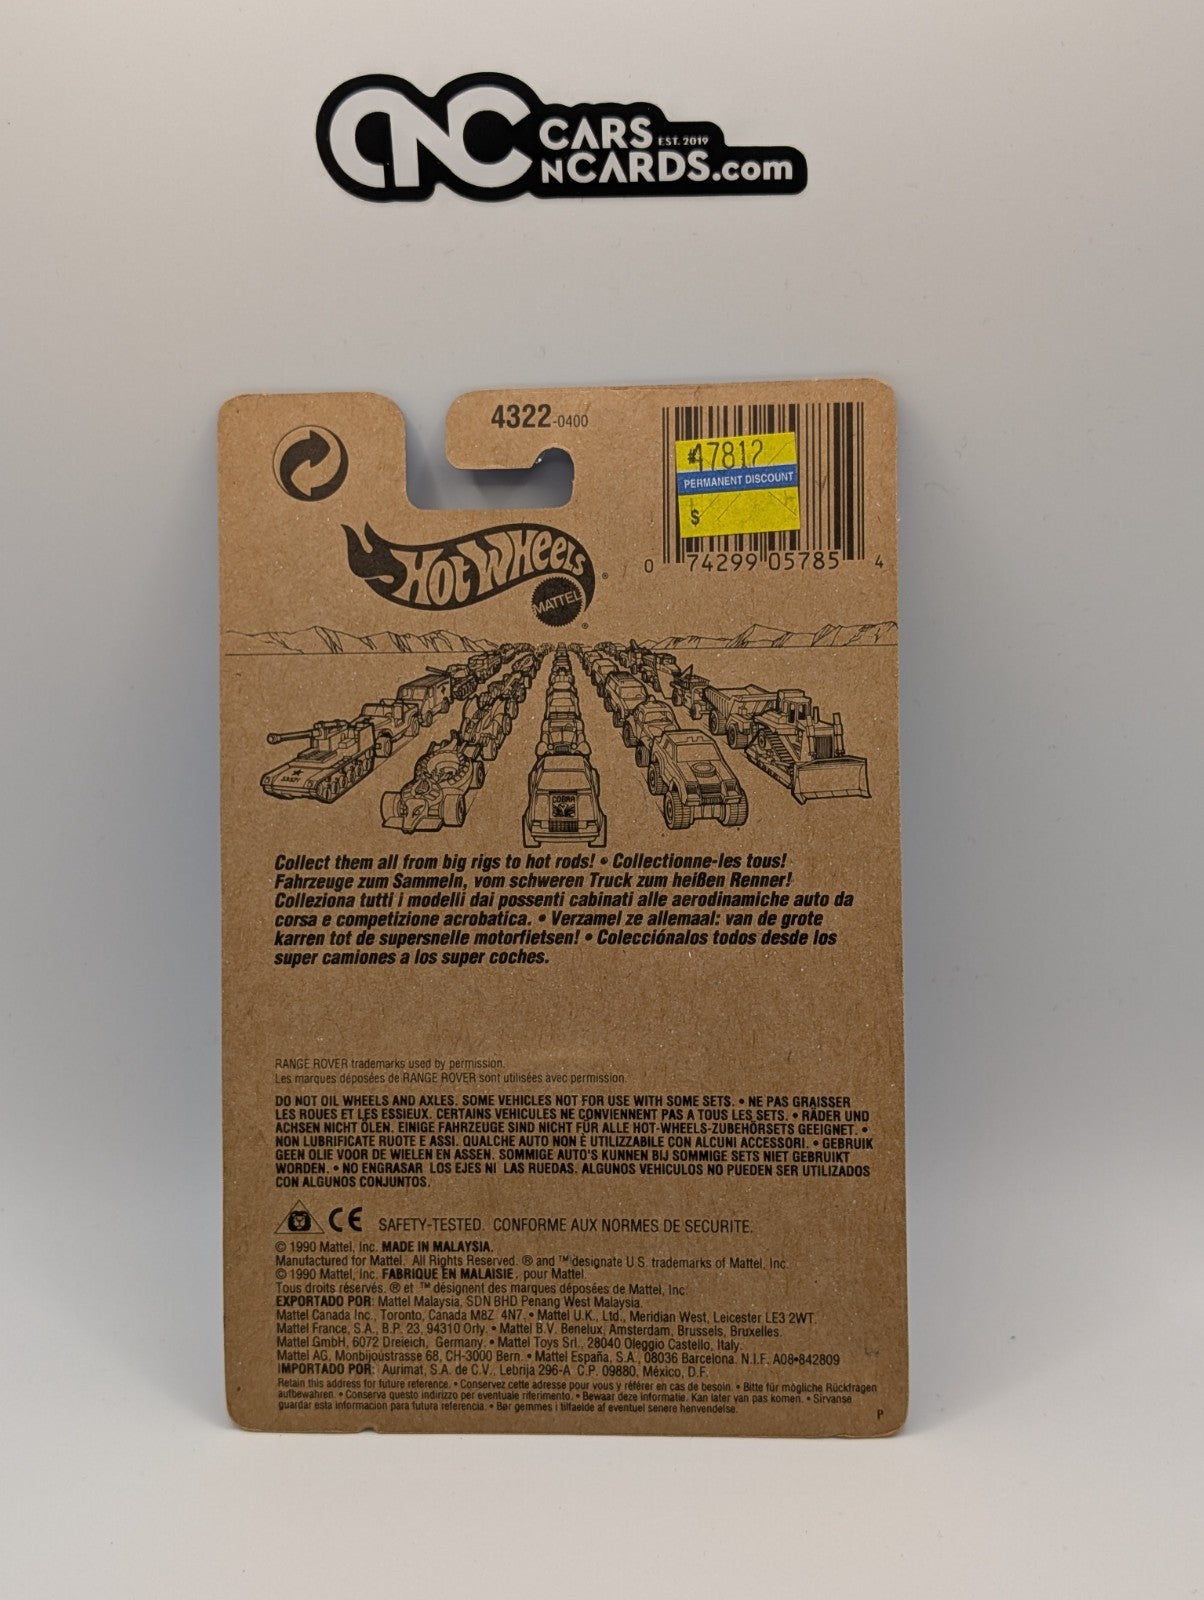 CNC CARS EST. 2019
NCARDS.com
4322-0400
#47812
PERMANENT DISCOUNT
$
0 74299 05785 4
HOT WHEELS
®
MATTEL
®
ARMY
COBRA
Collect them all from big rigs to hot rods! • Collectionne-les tous!
Fahrzeuge zum Sammeln, vom schweren Truck zum heißen Renner!
Colleziona tutti i modelli dai possenti cabinati alle aerodinamiche auto da
corsa e competizione acrobatica. • Verzamel ze allemaal: van de grote
karren tot de supersnelle motorfietsen! • Colecciónalos todos desde los
super camiones a los super coches.
RANGE ROVER trademarks used by permission.
Les marques déposées de RANGE ROVER sont utilisées avec permission.
DO NOT OIL WHEELS AND AXLES. SOME VEHICLES NOT FOR USE WITH SOME SETS. • NE PAS GRAISSER
LES ROUES ET LES ESSIEUX. CERTAINS VEHICULES NE CONVIENNENT PAS A TOUS LES SETS. • RÄDER UND
ACHSEN NICHT ÖLEN. EINIGE FAHRZEUGE SIND NICHT FÜR ALLE HOT-WHEELS-ZUBEHÖRSETS GEEIGNET. •
NON LUBRIFICATE RUOTE E ASSI. QUALCHE AUTO NON È UTILIZZABILE CON ALCUNI ACCESSORI. • GEBRUIK
GEEN OLIE VOOR DE WIELEN EN ASSEN. SOMMIGE AUTO'S KUNNEN BIJ SOMMIGE SETS NIET GEBRUIKT
WORDEN. • NO ENGRASAR LOS EJES NI LAS RUEDAS. ALGUNOS VEHICULOS NO PUEDEN SER UTILIZADOS
CON ALGUNOS CONJUNTOS.
CE SAFETY-TESTED. CONFORME AUX NORMES DE SECURITE.
© 1990 Mattel, Inc. MADE IN MALAYSIA.
Manufactured for Mattel. All Rights Reserved. ® and ™ designate U.S. trademarks of Mattel, Inc.
© 1990 Mattel, Inc. FABRIQUE EN MALAISIE, pour Mattel.
Tous droits réservés. ® et ™ désignent des marques déposées de Mattel, Inc.
EXPORTADO POR: Mattel Malaysia, SDN BHD Penang West Malaysia.
Mattel Canada Inc., Toronto, Canada M8Z 4N7. • Mattel U.K., Ltd., Meridian West, Leicester LE3 2WT.
Mattel France, S.A., B.P. 23, 94310 Orly. • Mattel B.V. Benelux, Amsterdam, Brussels, Bruxelles.
Mattel GmbH, 6072 Dreieich, Germany. • Mattel Toys Srl., 28040 Oleggio Castello, Italy.
Mattel AG, Monbijoustrasse 68, CH-3000 Bern. • Mattel España, S.A., 08036 Barcelona. N.I.F. A08•842809
IMPORTADO POR: Aurimat, S.A. de C.V., Lebrija 296-A C.P. 09880, México, D.F.
Retain this address for future reference. • Conservez cette adresse pour vous y référer en cas de besoin. • Bitte für mögliche Rückfragen
aufbewahren. • Conserva questo indirizzo per eventuale riferimento. • Bewaar deze informatie. Kan later van pas komen. • Sirvanse
guardar esta informacion para futura referencia. • Bør gemmes i tilfælde af eventuel senere henvendelse.
P